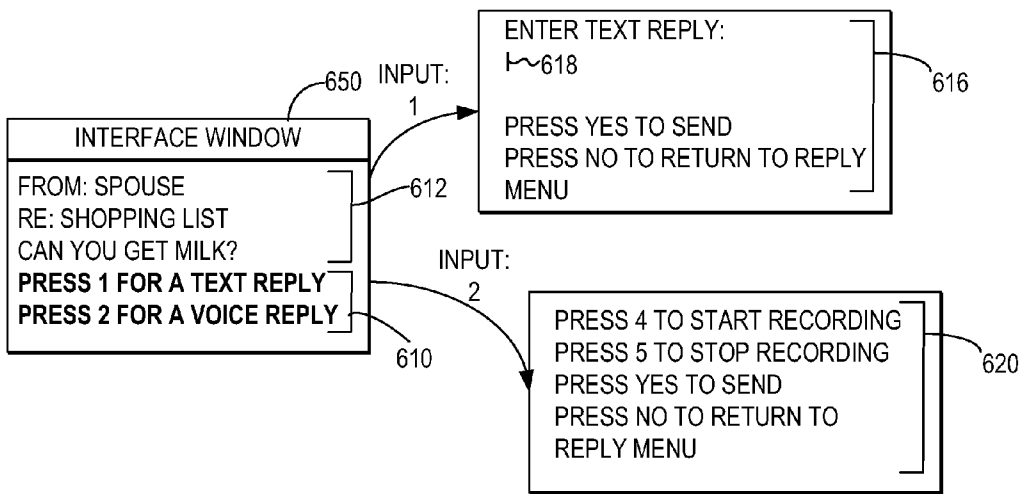 650
INTERFACE WINDOW
FROM: SPOUSE
RE: SHOPPING LIST
CAN YOU GET MILK?
612
PRESS 1 FOR A TEXT REPLY
PRESS 2 FOR A VOICE REPLY
610
INPUT:
1
ENTER TEXT REPLY:
618
PRESS YES TO SEND
PRESS NO TO RETURN TO REPLY
MENU
616
INPUT:
2
PRESS 4 TO START RECORDING
PRESS 5 TO STOP RECORDING
PRESS YES TO SEND
PRESS NO TO RETURN TO
REPLY MENU
620